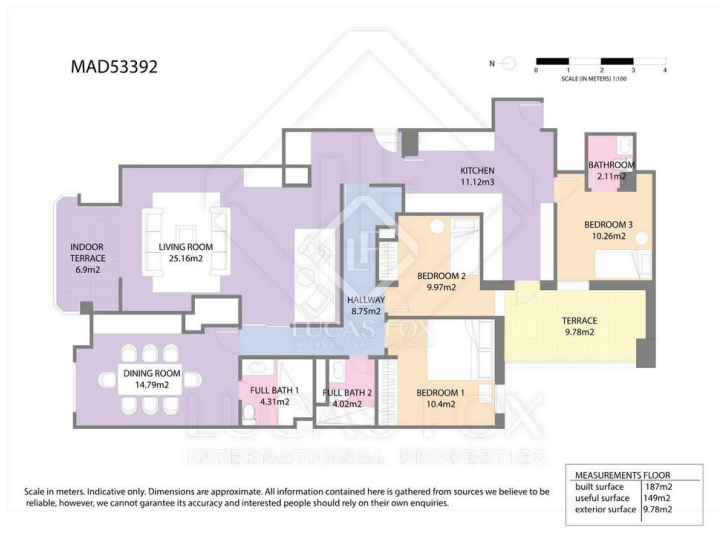 MAD53392
N
0 1 2 3 4
SCALE (IN METERS) 1:100
KITCHEN
11.12m3
BATHROOM
2.11m2
BEDROOM 3
10.26m2
INDOOR
TERRACE
6.9m2
LIVING ROOM
25.16m2
BEDROOM 2
9.97m2
HALLWAY
8.75m2
TERRACE
9.78m2
LF
LUCAS FOX
INTERNATIONAL PROPERTIES
DINING ROOM
14.79m2
FULL BATH 1
4.31m2
FULL BATH 2
4.02m2
BEDROOM 1
10.4m2
LUCAS FOX
INTERNATIONAL PROPERTIES
Scale in meters. Indicative only. Dimensions are approximate. All information contained here is gathered from sources we believe to be
reliable, however, we cannot garantee its accuracy and interested people should rely on their own enquiries.
MEASUREMENTS FLOOR
built surface 187m2
useful surface 149m2
exterior surface 9.78m2